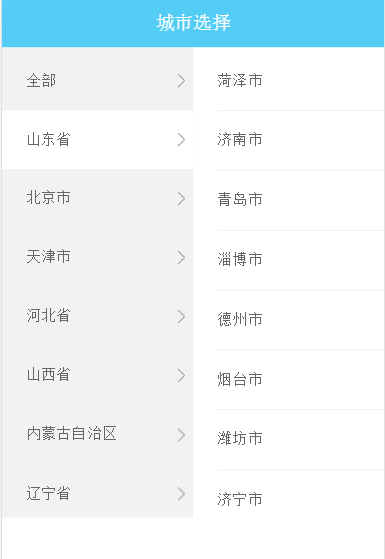 城市选择
全部
山东省
北京市
天津市
河北省
山西省
内蒙古自治区
辽宁省
菏泽市
济南市
青岛市
淄博市
德州市
烟台市
潍坊市
济宁市